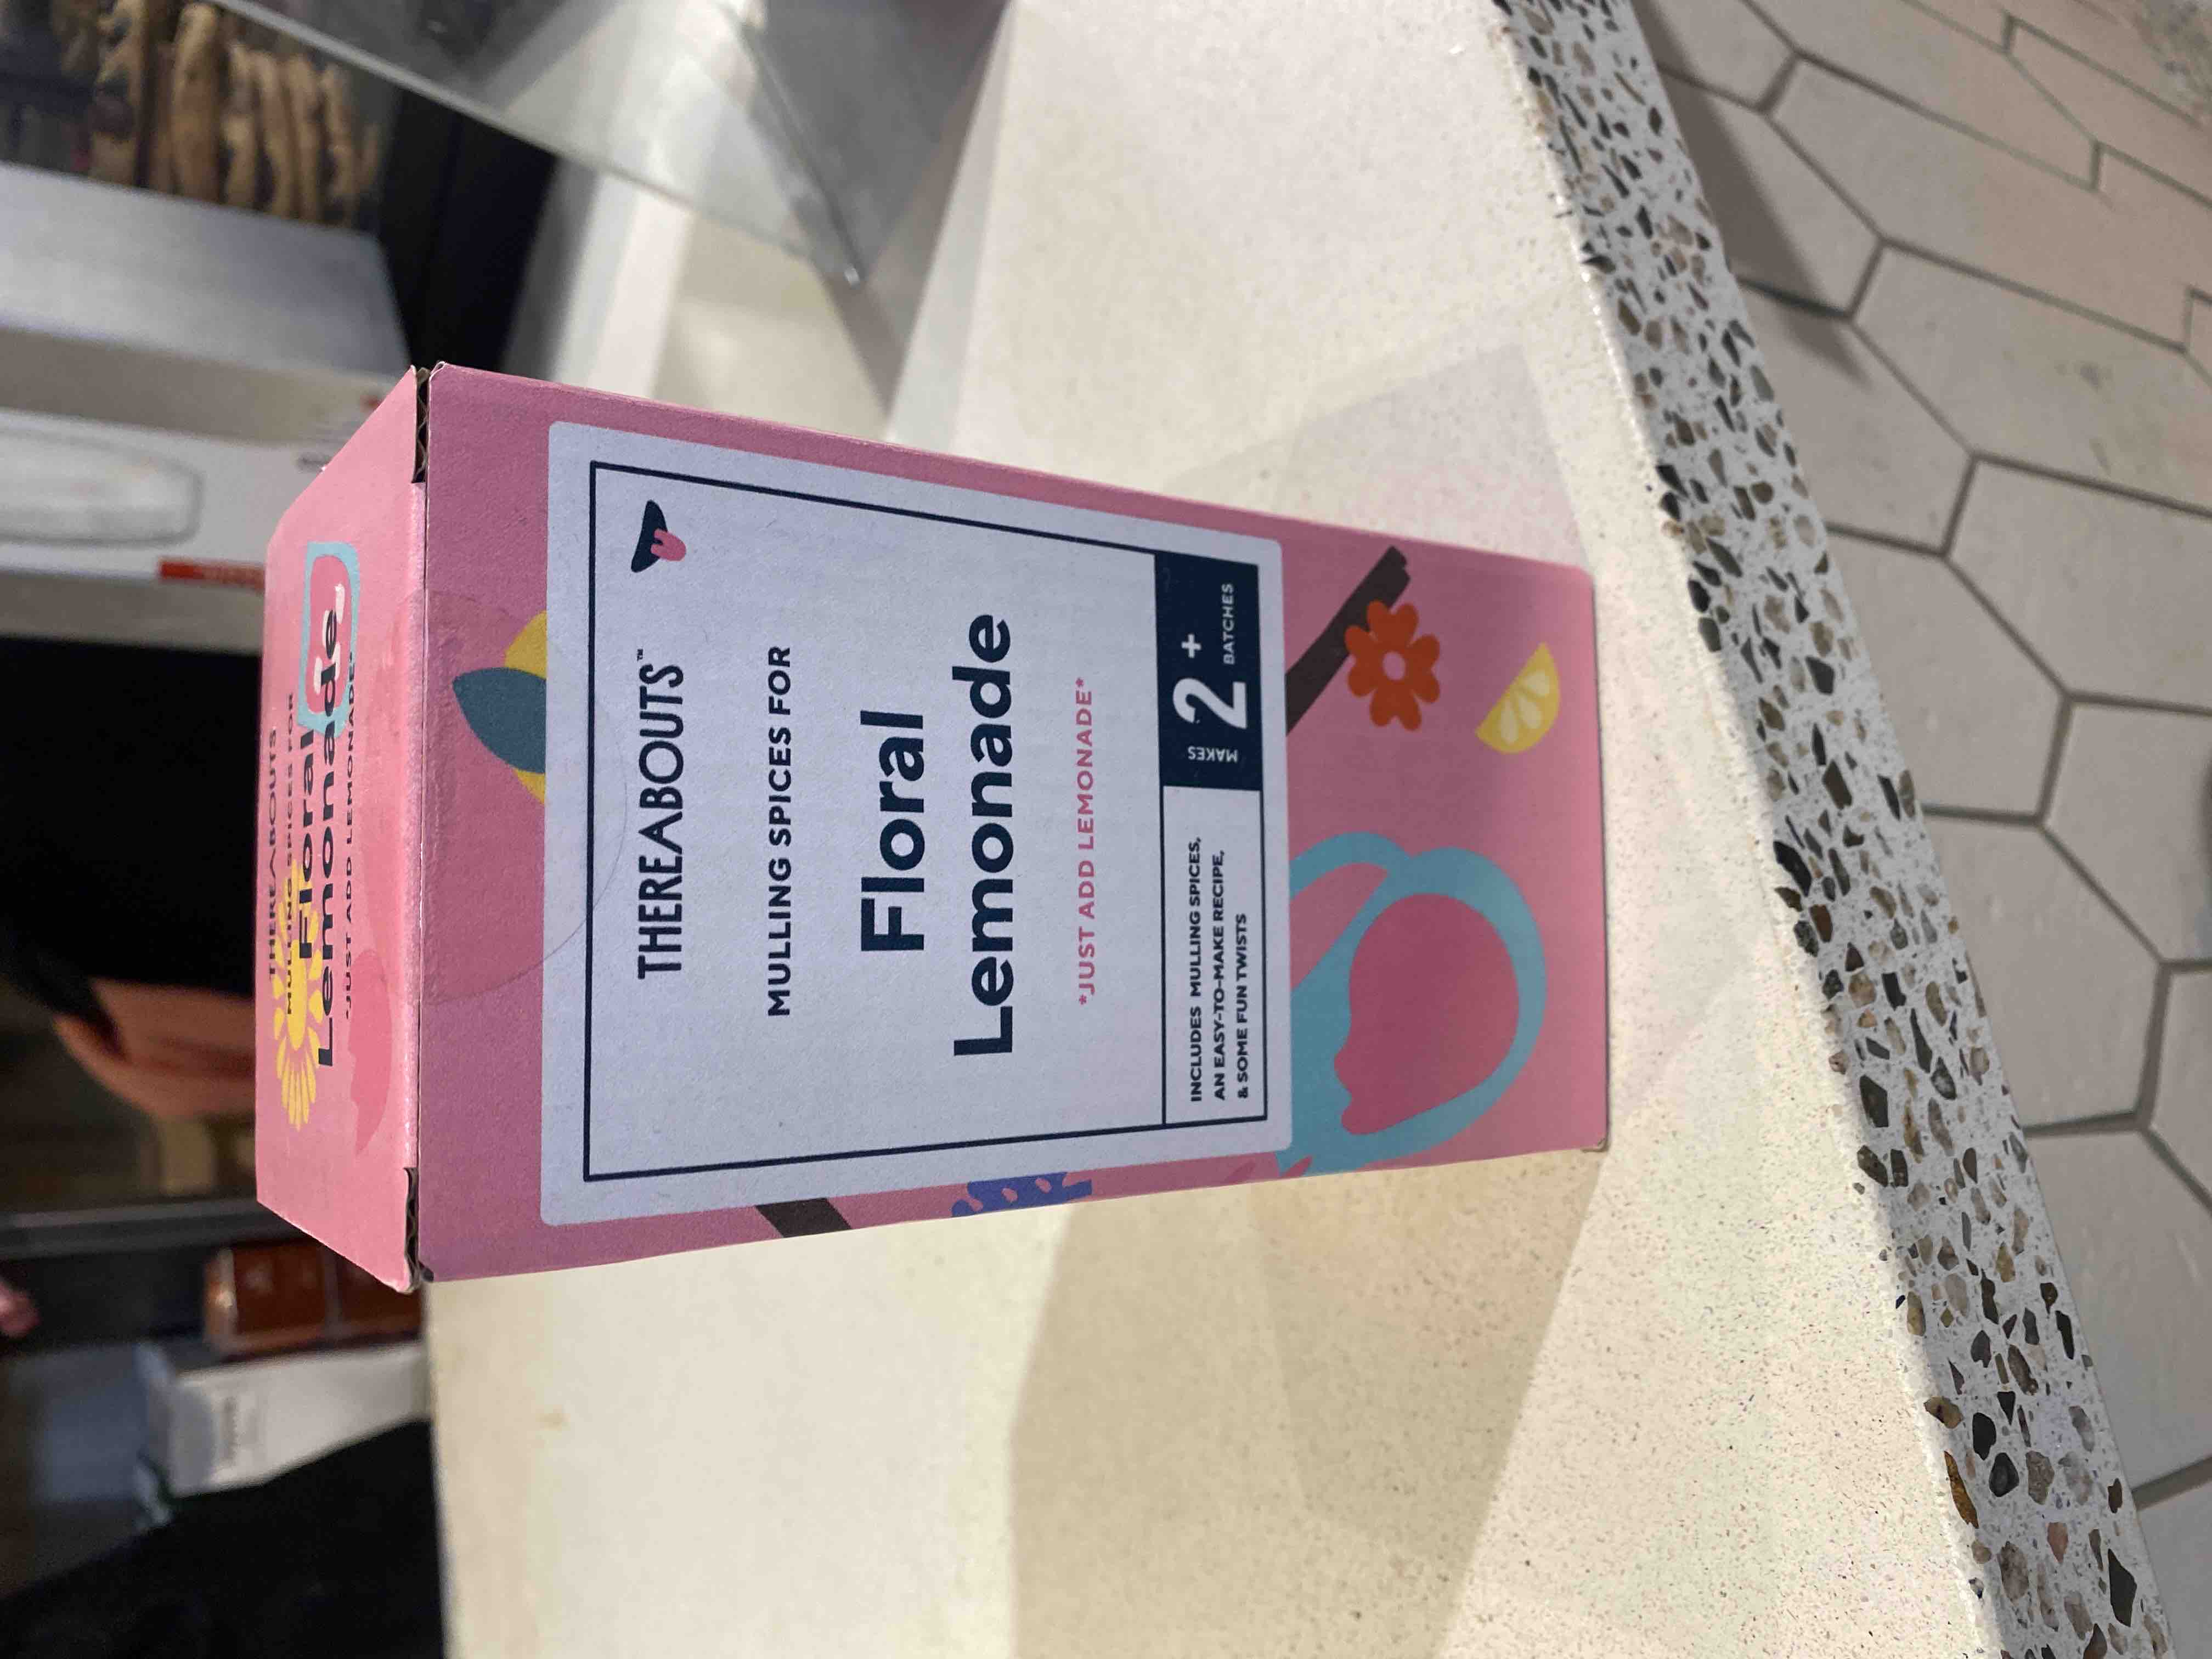 THEREABOUTS
MULLING SPICES FOR
Floral
Lemonade
*JUST ADD LEMONADE*
THEREABOUTS™
MULLING SPICES FOR
Floral
Lemonade
*JUST ADD LEMONADE*
INCLUDES MULLING SPICES,
AN EASY-TO-MAKE RECIPE,
& SOME FUN TWISTS
MAKES 2+ BATCHES